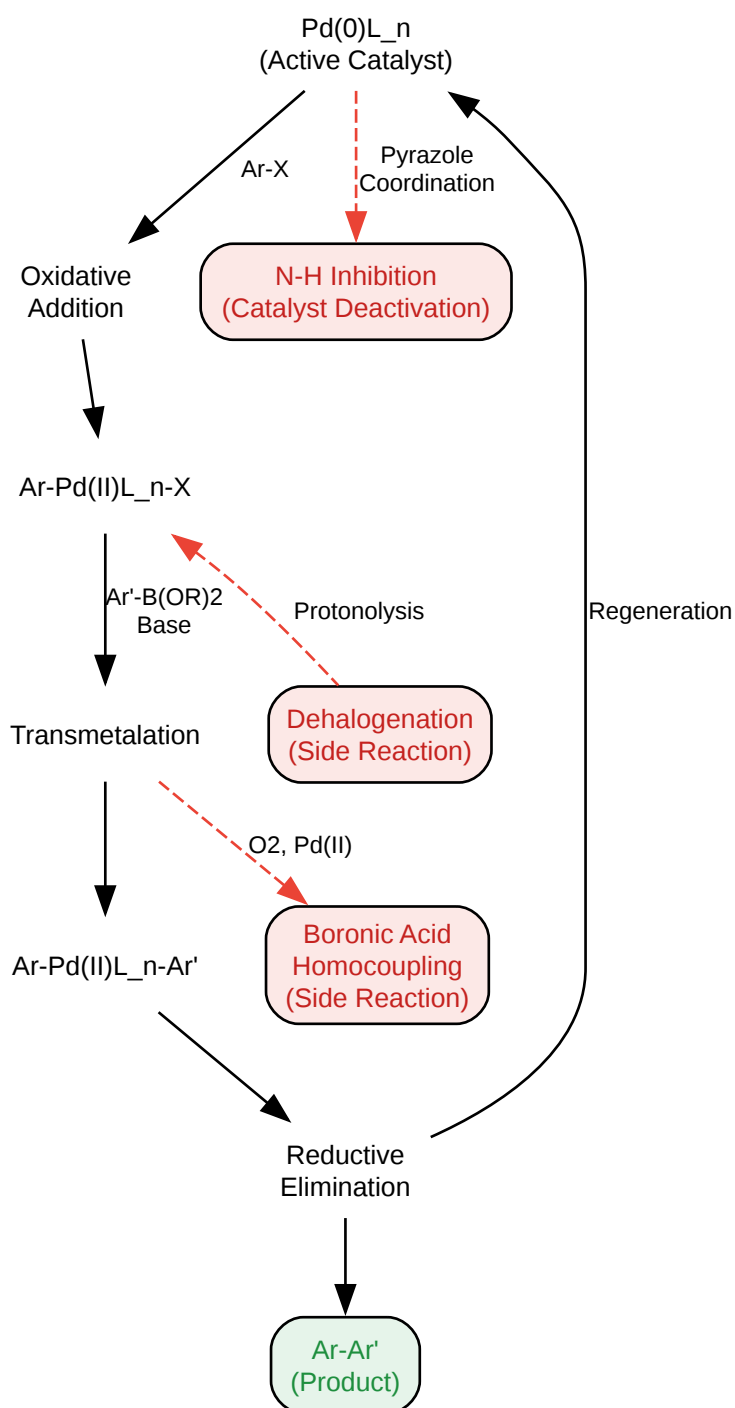 Pd(0)L_n
(Active Catalyst)
Ar-X
Pyrazole
Coordination
Oxidative
Addition
N-H Inhibition
(Catalyst Deactivation)
Ar-Pd(II)L_n-X
Ar'-B(OR)2
Base
Protonolysis
Regeneration
Transmetalation
Dehalogenation
(Side Reaction)
O2, Pd(II)
Ar-Pd(II)L_n-Ar'
Boronic Acid
Homocoupling
(Side Reaction)
Reductive
Elimination
Ar-Ar'
(Product)